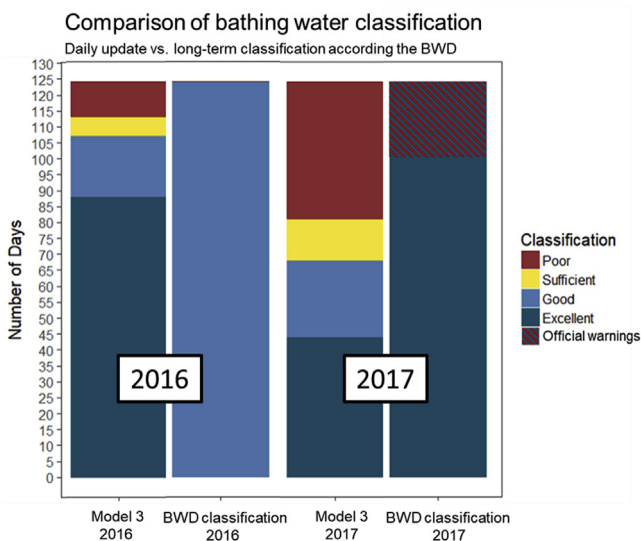 Comparison of bathing water classification
Daily update vs. long-term classification according the BWD
Number of Days
130
125
120
115
110
105
100
95
90
85
80
75
70
65
60
55
50
45
40
35
30
25
20
15
10
5
0
2016
2017
Classification
Poor
Sufficient
Good
Excellent
Official warnings
Model 3
2016
BWD classification
2016
Model 3
2017
BWD classification
2017